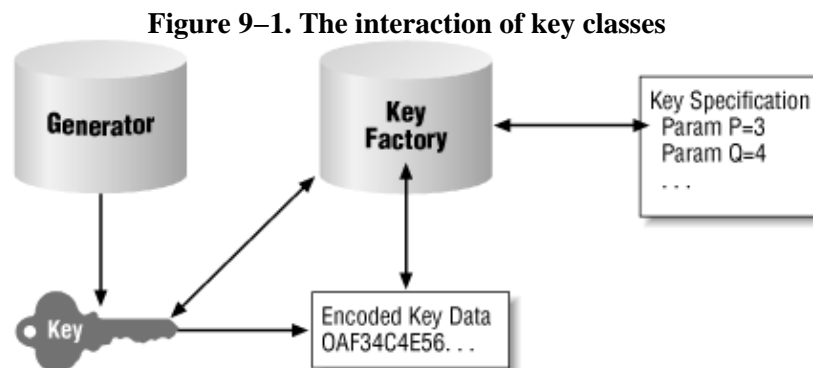 Figure 9–1. The interaction of key classes
Generator
Key
Factory
Key Specification
Param P=3
Param Q=4
. . .
Key
Encoded Key Data
OAF34C4E56. . .